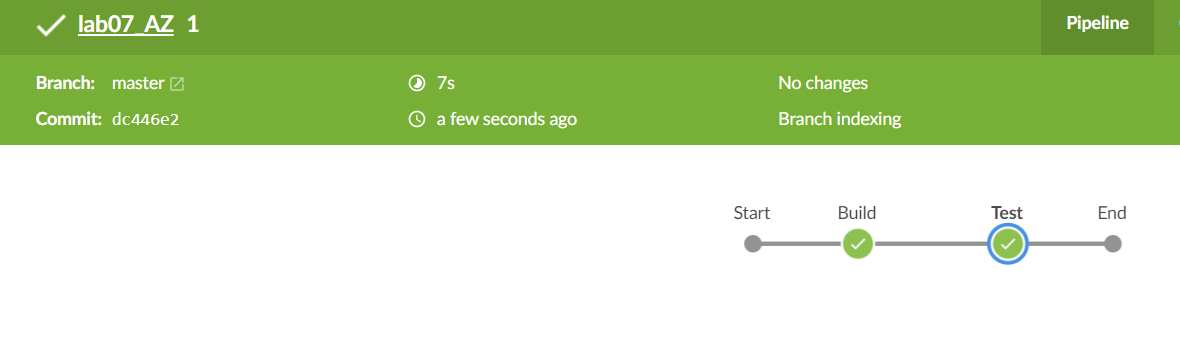 lab07_AZ 1
Pipeline
Branch: master
7s
No changes
Commit: dc446e2
a few seconds ago
Branch indexing
Start
Build
Test
End